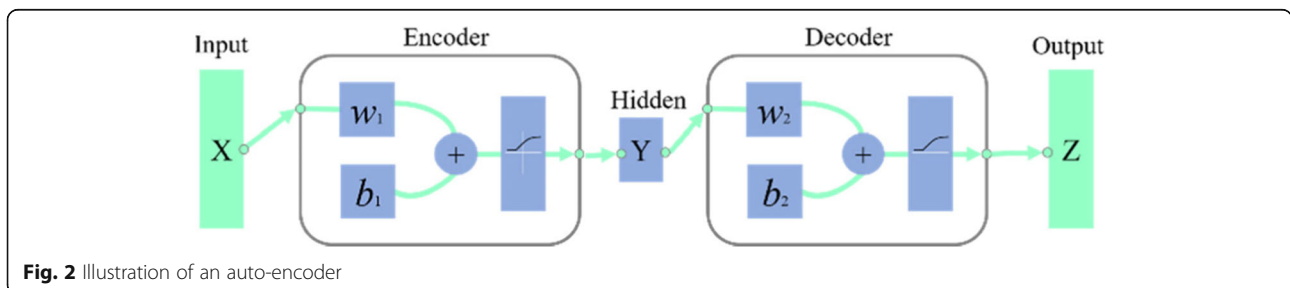 Input
Encoder
Decoder
Output
Hidden
X
w₁
+
b₁
Y
w₂
+
b₂
Z
Fig. 2 Illustration of an auto-encoder